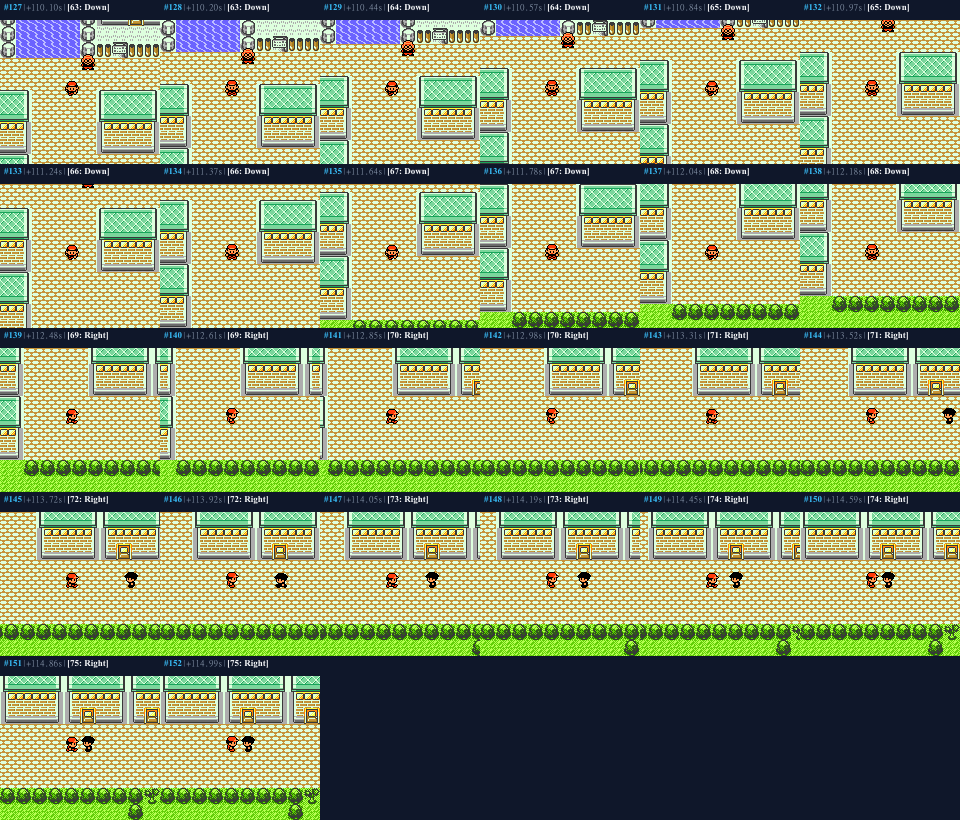 #127|+110.10s|[63: Down] #128|+110.20s|[63: Down] #129|+110.44s|[64: Down] #130|+110.57s|[64: Down] #131|+110.84s|[65: Down] #132|+110.97s|[65: Down]
#133|+111.24s|[66: Down] #134|+111.37s|[66: Down] #135|+111.64s|[67: Down] #136|+111.78s|[67: Down] #137|+112.04s|[68: Down] #138|+112.18s|[68: Down]
#139|+112.48s|[69: Right] #140|+112.61s|[69: Right] #141|+112.85s|[70: Right] #142|+112.98s|[70: Right] #143|+113.31s|[71: Right] #144|+113.52s|[71: Right]
#145|+113.72s|[72: Right] #146|+113.92s|[72: Right] #147|+114.05s|[73: Right] #148|+114.19s|[73: Right] #149|+114.45s|[74: Right] #150|+114.59s|[74: Right]
#151|+114.86s|[75: Right] #152|+114.99s|[75: Right]